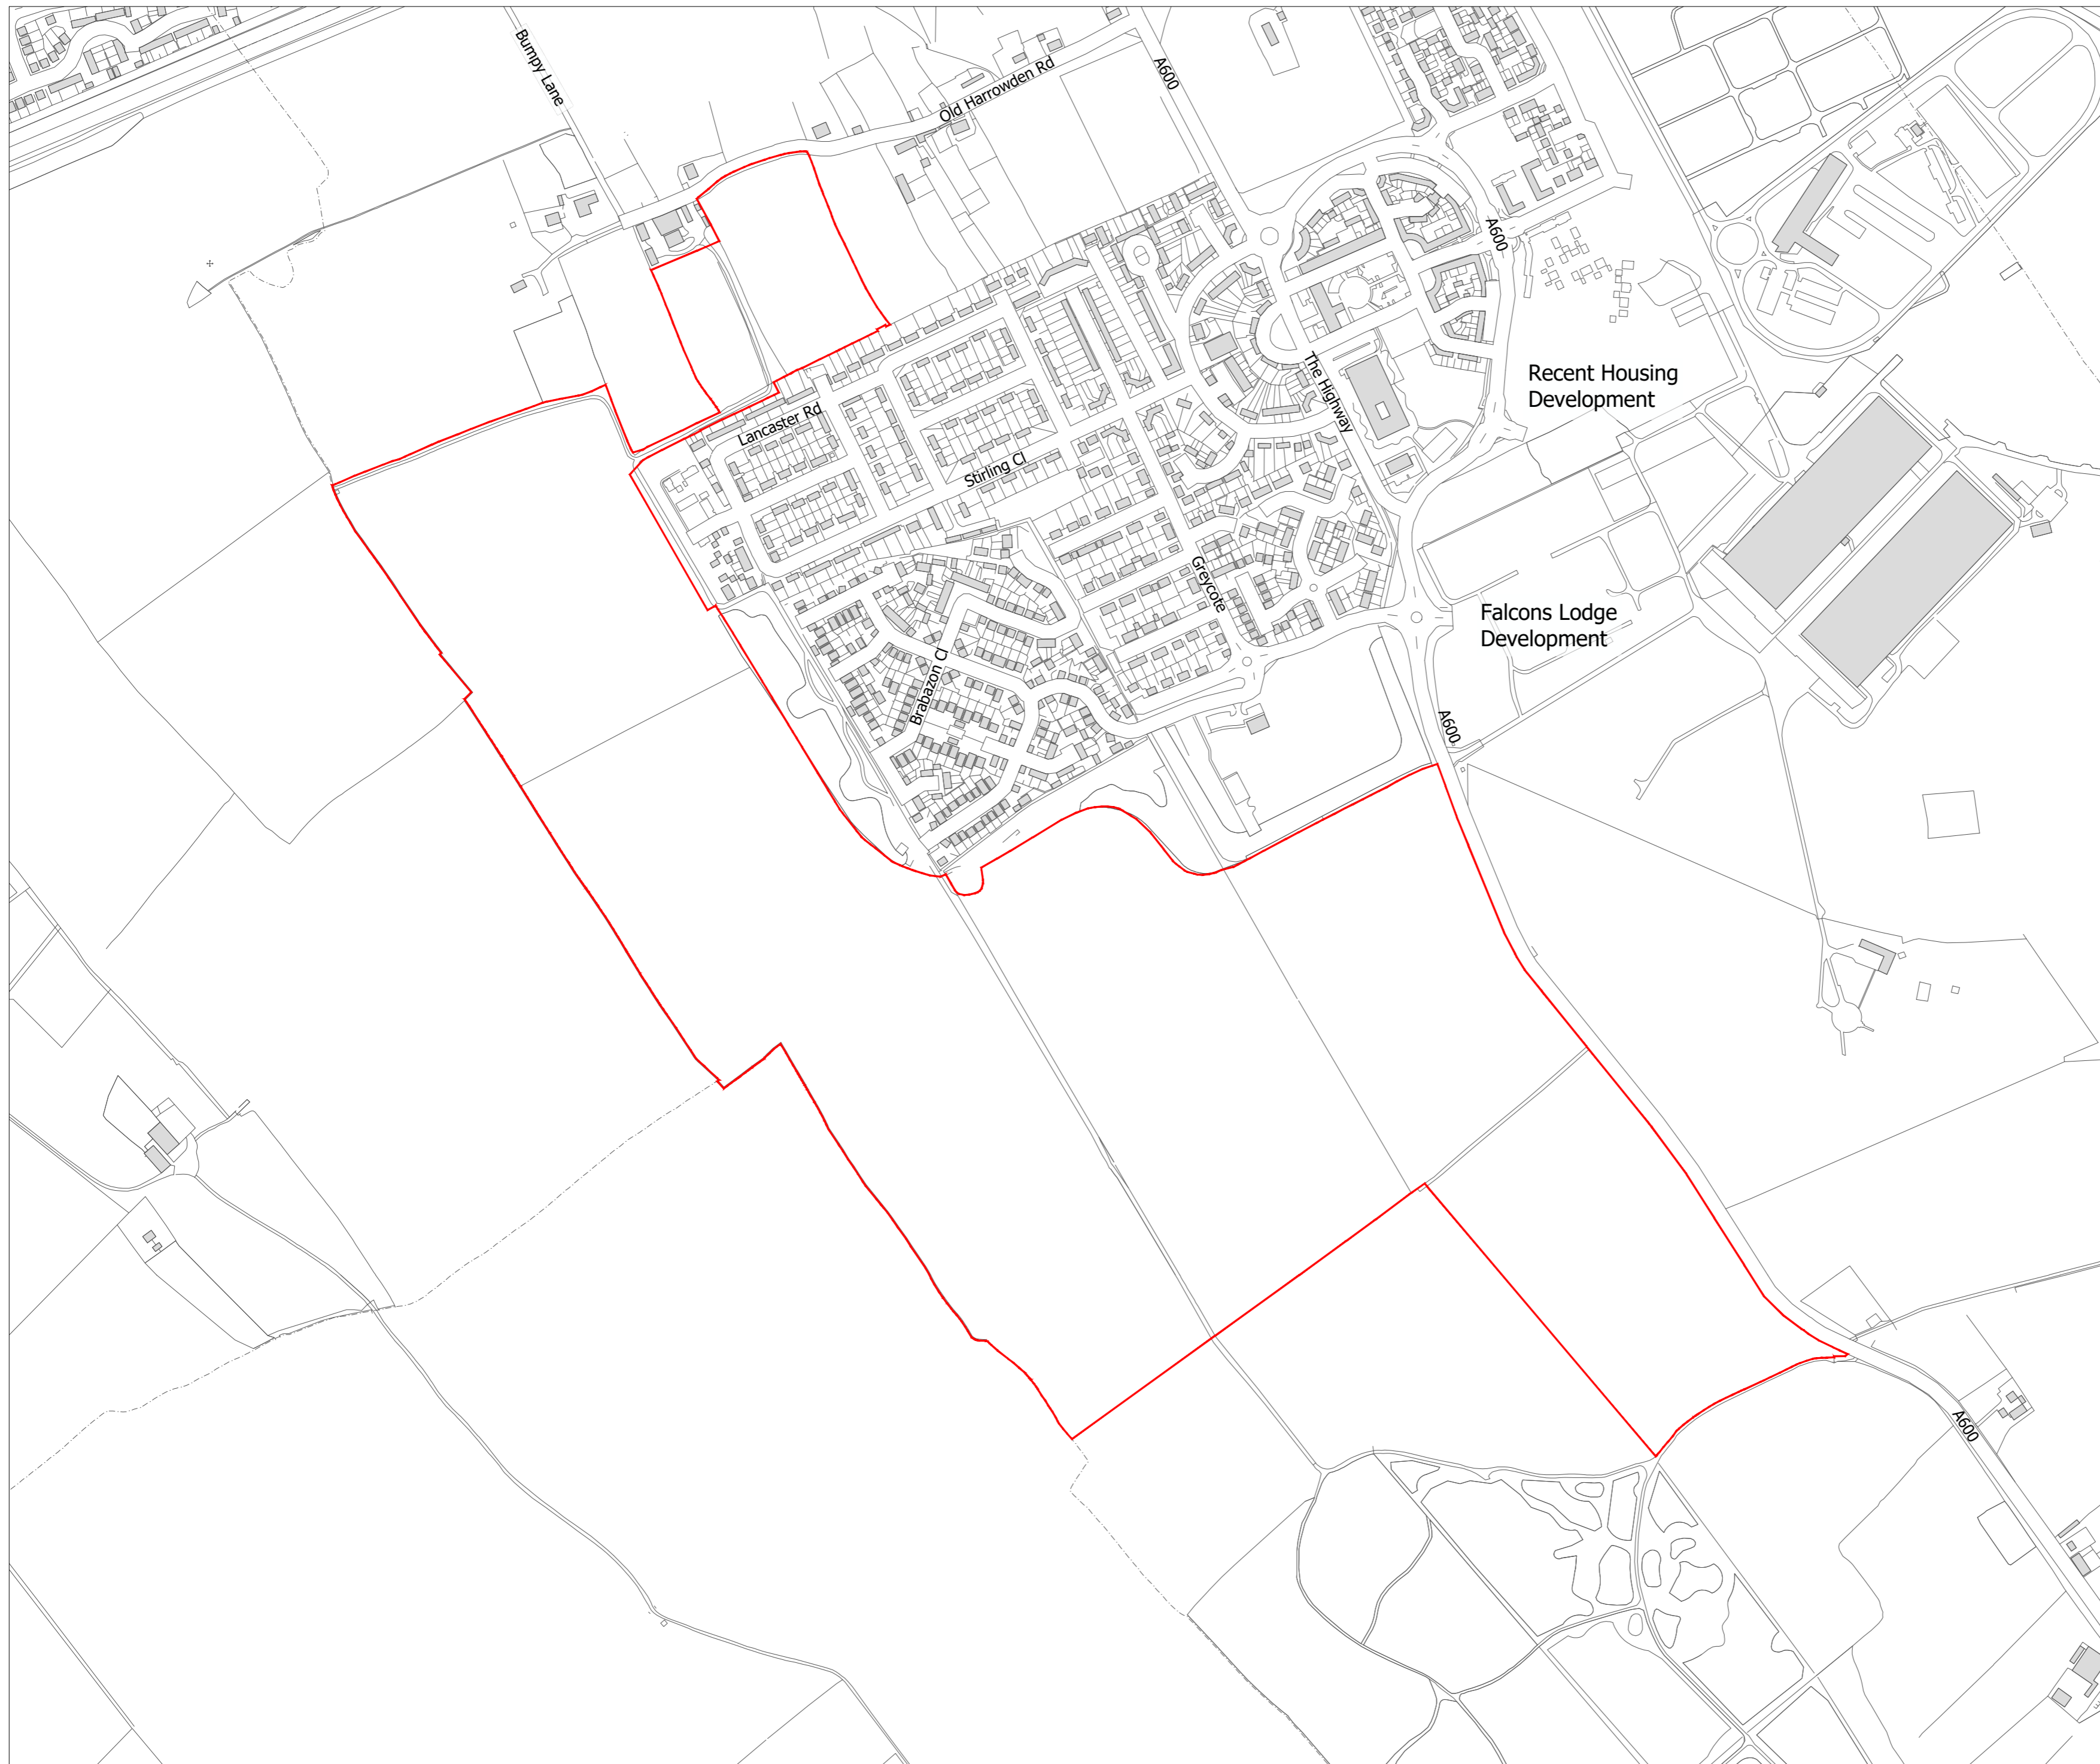 Bumpy Lane
Old Harrowden Rd
A600
A600
The Highway
Recent Housing
Development
Lancaster Rd
Stirling Cl
Greycote
Falcons Lodge
Development
Brabazon Cl
A600
A600